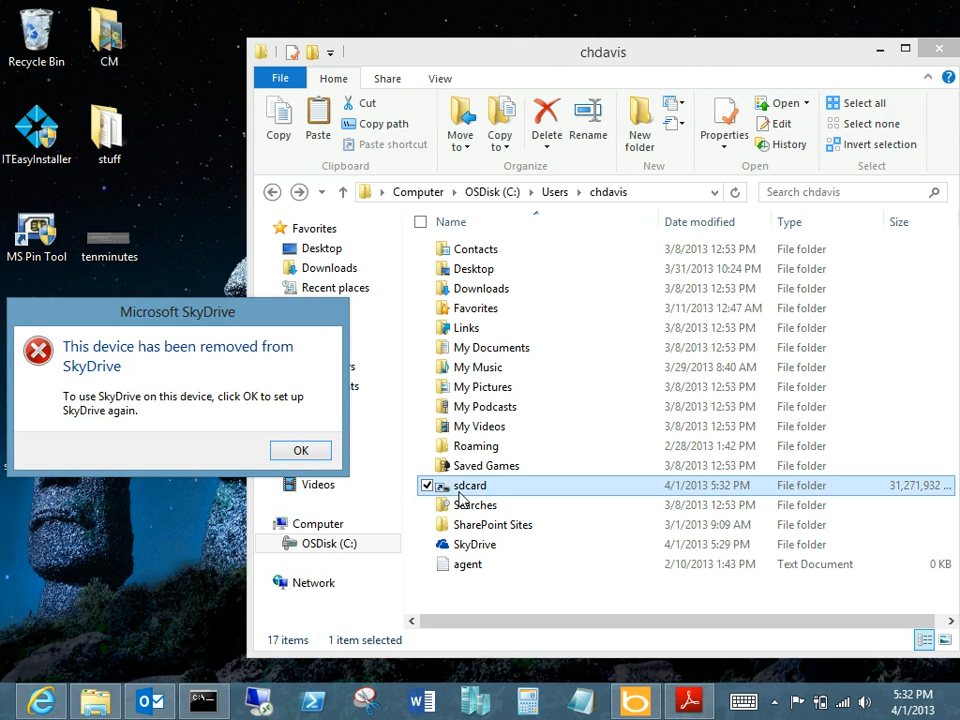 Recycle Bin
CM
ITEasyInstaller
stuff
MS Pin Tool
tenminutes
Microsoft SkyDrive
This device has been removed from
SkyDrive
To use SkyDrive on this device, click OK to set up
SkyDrive again.
OK
chdavis
File
Home
Share
View
Copy
Paste
Cut
Copy path
Paste shortcut
Clipboard
Move
to
Copy
to
Delete
Rename
Organize
New
folder
New
Properties
Open
Edit
History
Open
Select all
Select none
Invert selection
Select
Computer
OSDisk (C:)
Users
chdavis
Search chdavis
Favorites
Desktop
Downloads
Recent places
Videos
Computer
OSDisk (C:)
Network
Name Date modified Type Size
Contacts 3/8/2013 12:53 PM File folder
Desktop 3/31/2013 10:24 PM File folder
Downloads 3/8/2013 12:53 PM File folder
Favorites 3/11/2013 12:47 AM File folder
Links 3/8/2013 12:53 PM File folder
My Documents 3/8/2013 12:53 PM File folder
My Music 3/29/2013 8:40 AM File folder
My Pictures 3/8/2013 12:53 PM File folder
My Podcasts 3/8/2013 12:53 PM File folder
My Videos 3/8/2013 12:53 PM File folder
Roaming 2/28/2013 1:42 PM File folder
Saved Games 3/8/2013 12:53 PM File folder
sdcard 4/1/2013 5:32 PM File folder 31,271,932 ...
Searches 3/8/2013 12:53 PM File folder
SharePoint Sites 3/1/2013 9:09 AM File folder
SkyDrive 4/1/2013 5:29 PM File folder
agent 2/10/2013 1:43 PM Text Document 0 KB
17 items 1 item selected
5:32 PM
4/1/2013